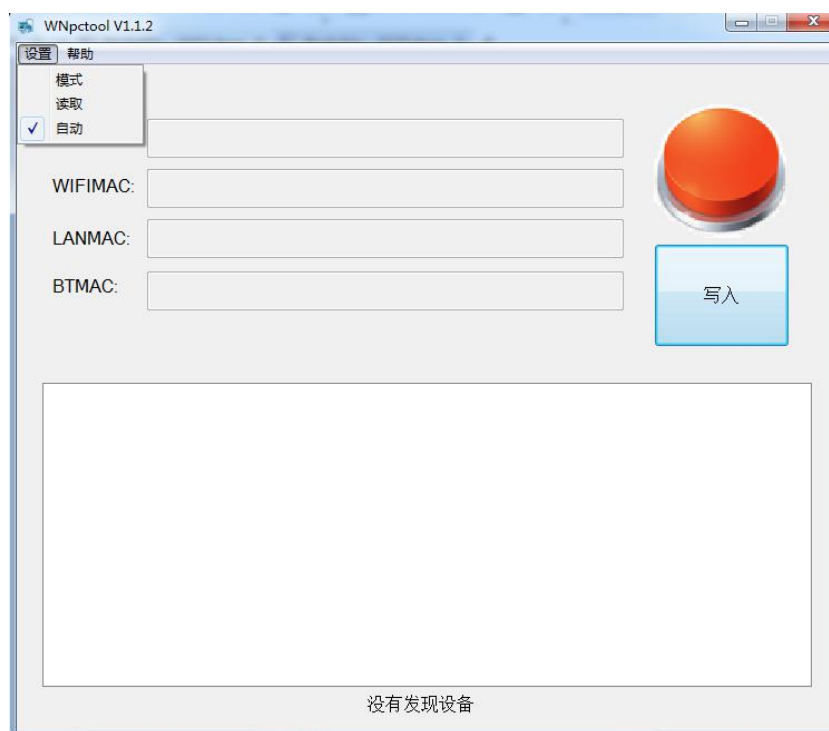 WNpctool V1.1.2
设置 帮助
模式
读取
自动
WIFIMAC:
LANMAC:
BTMAC:
写入
没有发现设备